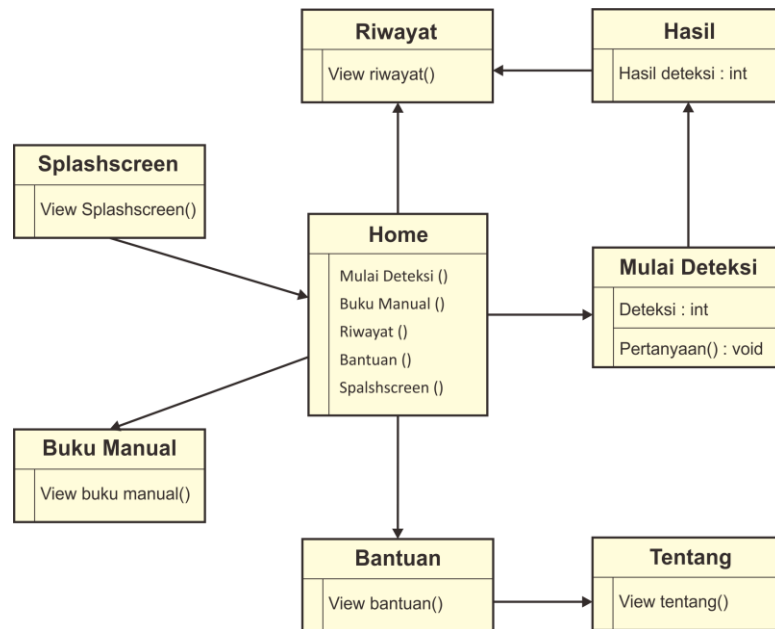 Riwayat
View riwayat()
Hasil
Hasil deteksi : int
Splashscreen
View Splashscreen()
Home
Mulai Deteksi ()
Buku Manual ()
Riwayat ()
Bantuan ()
Spalshscreen ()
Mulai Deteksi
Deteksi : int
Pertanyaan() : void
Buku Manual
View buku manual()
Bantuan
View bantuan()
Tentang
View tentang()